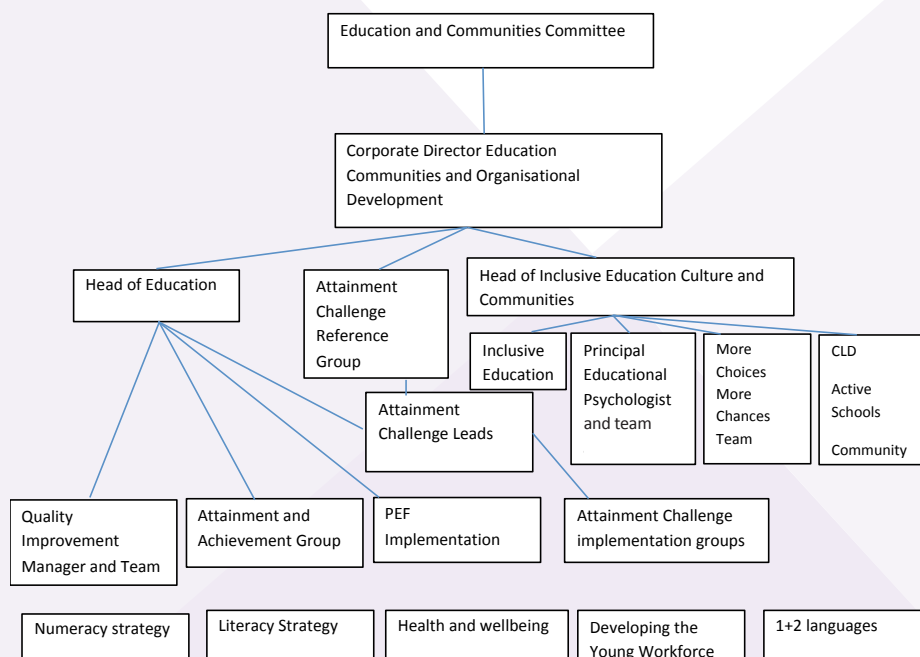 Education and Communities Committee
Corporate Director Education
Communities and Organisational
Development
Head of Education
Attainment
Challenge
Reference
Group
Head of Inclusive Education Culture and
Communities
Inclusive
Education
Principal
Educational
Psychologist
and team
More
Choices
More
Chances
Team
CLD
Active
Schools
Community
Attainment
Challenge Leads
Quality
Improvement
Manager and Team
Attainment and
Achievement Group
PEF
Implementation
Attainment Challenge
implementation groups
Numeracy strategy
Literacy Strategy
Health and wellbeing
Developing the
Young Workforce
1+2 languages